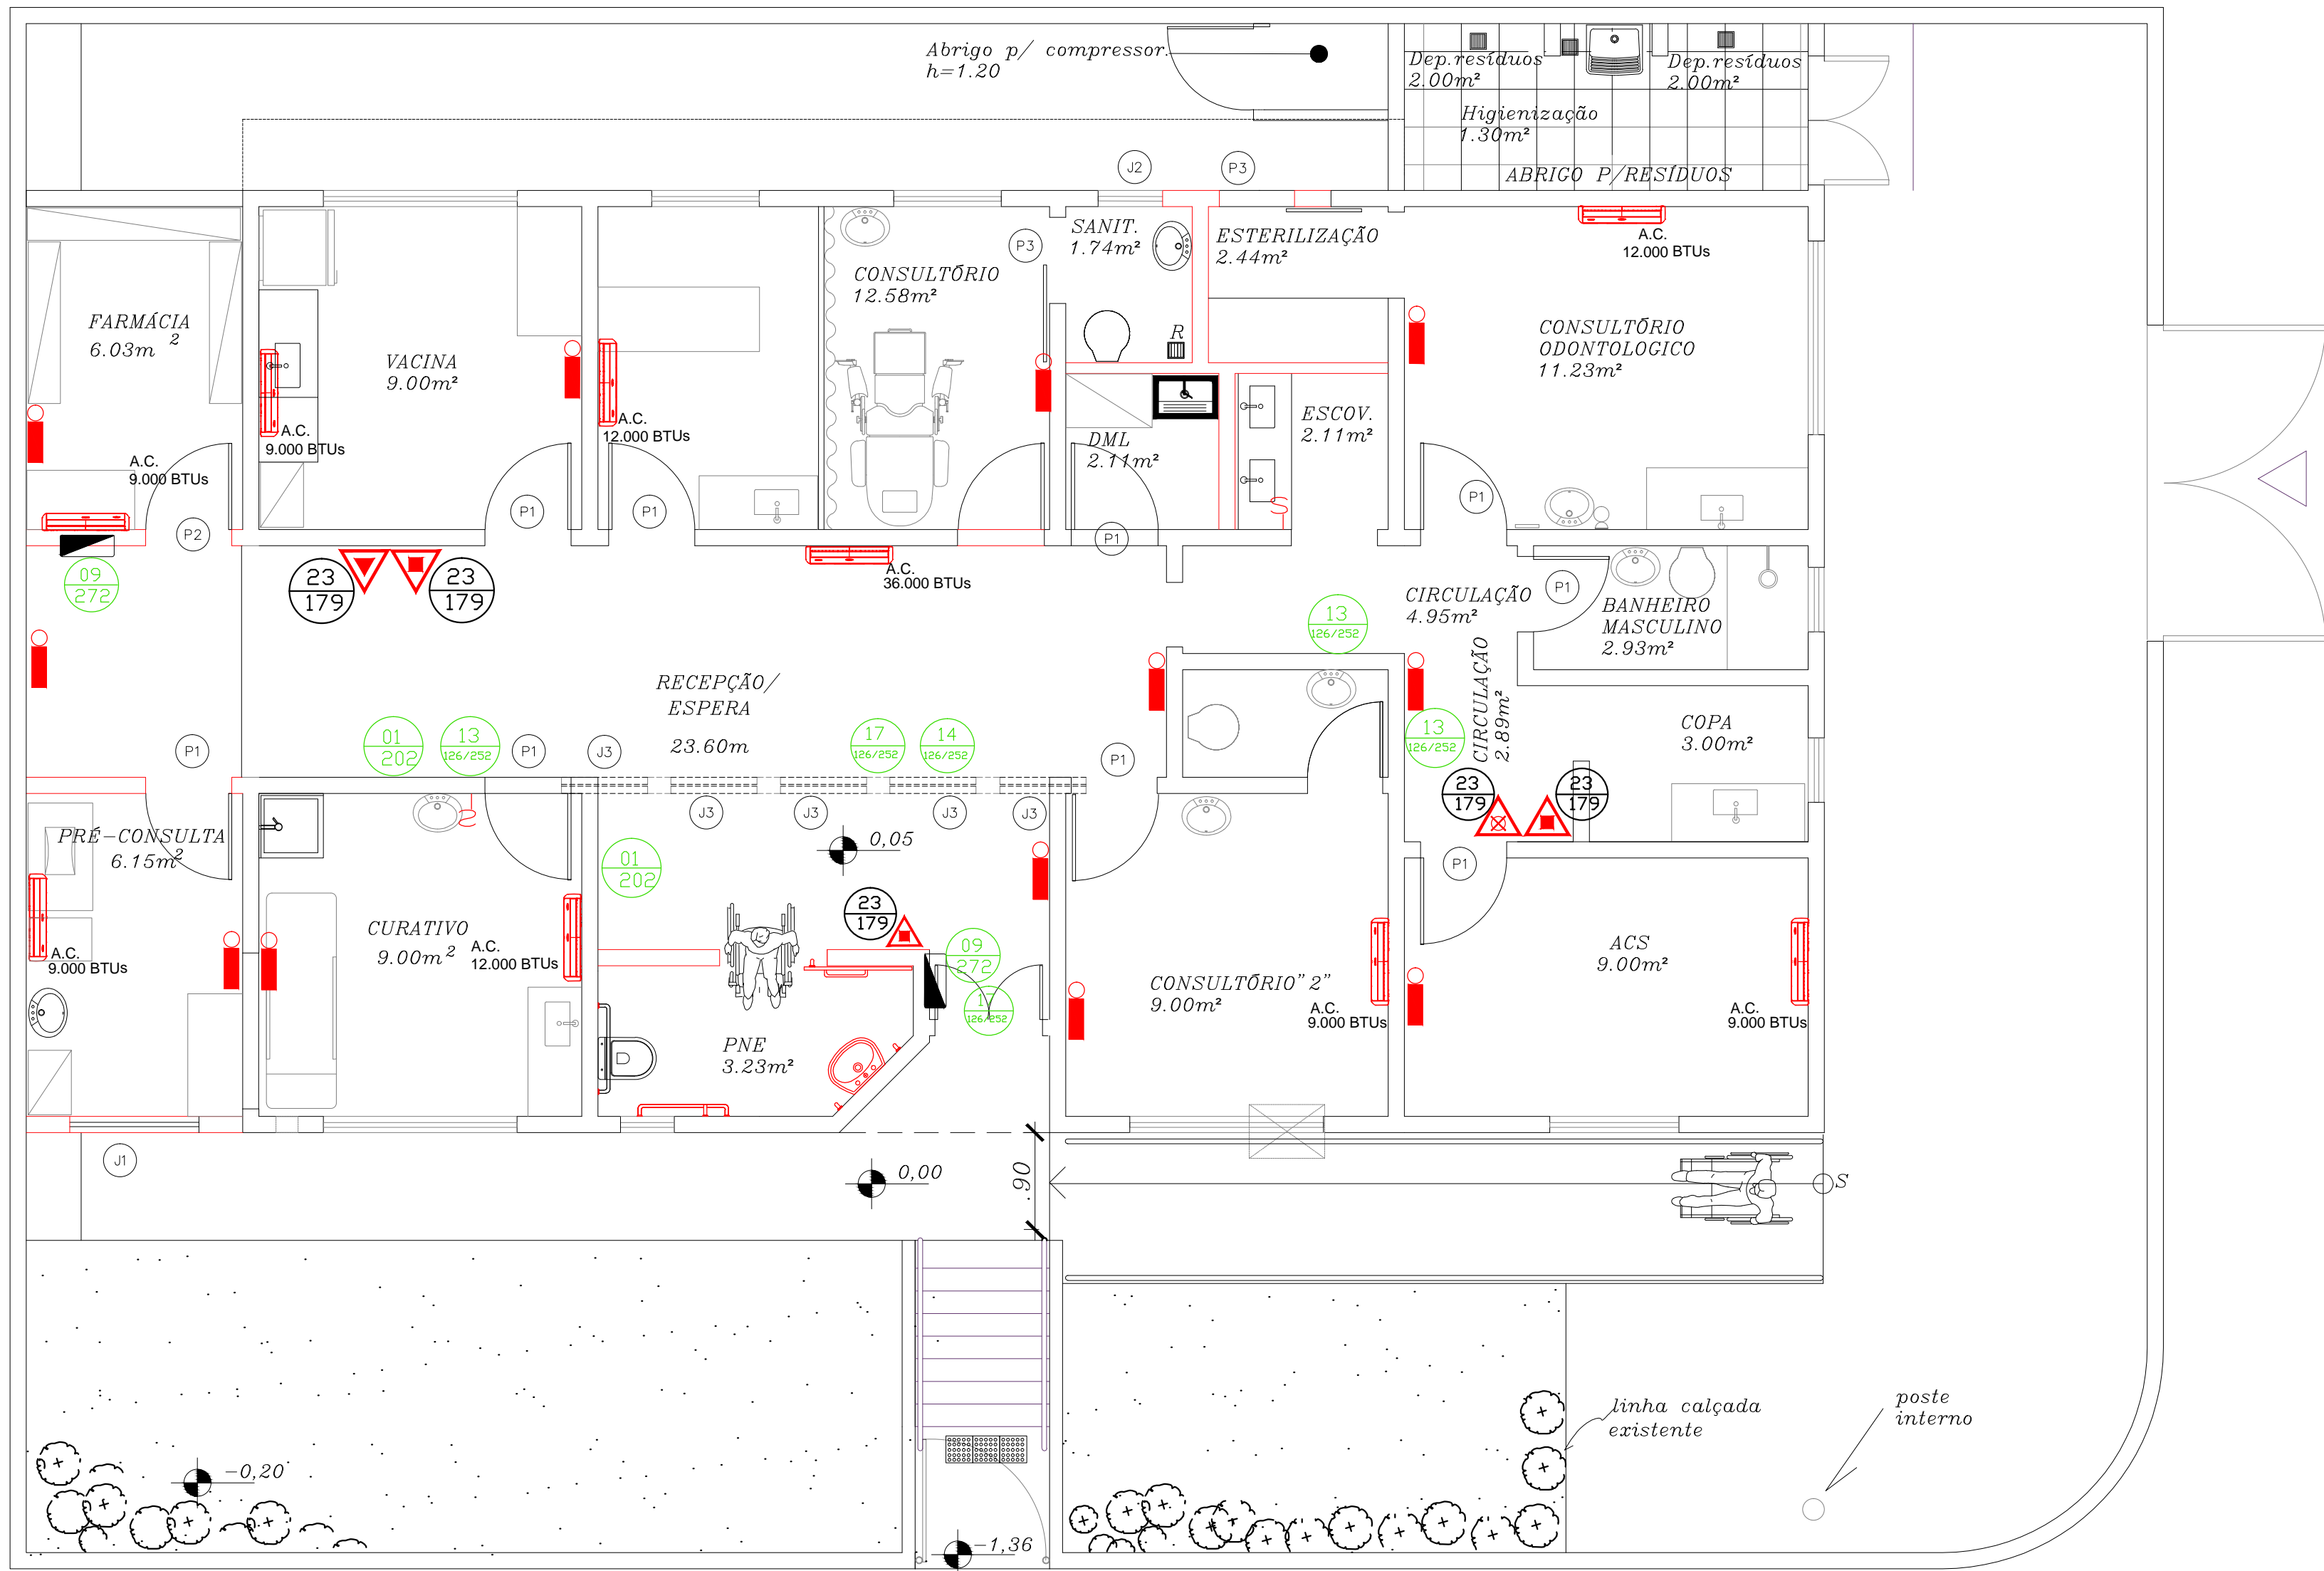 Abrigo p/ compressor.
h=1.20
Dep.resíduos
2.00m²
Dep.resíduos
2.00m²
Higienização
1.30m²
ABRIGO P/RESÍDUOS
J2
P3
FARMÁCIA
6.03m 2
A.C.
9.000 BTUs
P2
VACINA
9.00m²
A.C.
9.000 BTUs
P1
A.C.
12.000 BTUs
P1
CONSULTÓRIO
12.58m²
P3
SANIT.
1.74m²
R
ESTERILIZAÇÃO
2.44m²
A.C.
12.000 BTUs
CONSULTÓRIO
ODONTOLOGICO
11.23m²
DML
2.11m²
ESCOV.
2.11m²
P1
P1
09
272
23
179
23
179
A.C.
36.000 BTUs
13
126/252
CIRCULAÇÃO
4.95m²
P1
BANHEIRO
MASCULINO
2.93m²
RECEPÇÃO/
ESPERA
23.60m
P1
01
202
13
126/252
P1
J3
17
126/252
14
126/252
P1
13
126/252
CIRCULAÇÃO
2.89m²
COPA
3.00m²
23
179
23
179
J3
J3
J3
J3
PRÉ-CONSULTA
6.15m2
A.C.
9.000 BTUs
CURATIVO
9.00m2
A.C.
12.000 BTUs
01
202
0,05
23
179
09
272
17
126/252
PNE
3.23m²
CONSULTÓRIO"2"
9.00m²
A.C.
9.000 BTUs
P1
ACS
9.00m²
A.C.
9.000 BTUs
J1
0,00
.90
S
-0,20
-1,36
linha calçada
existente
poste
interno